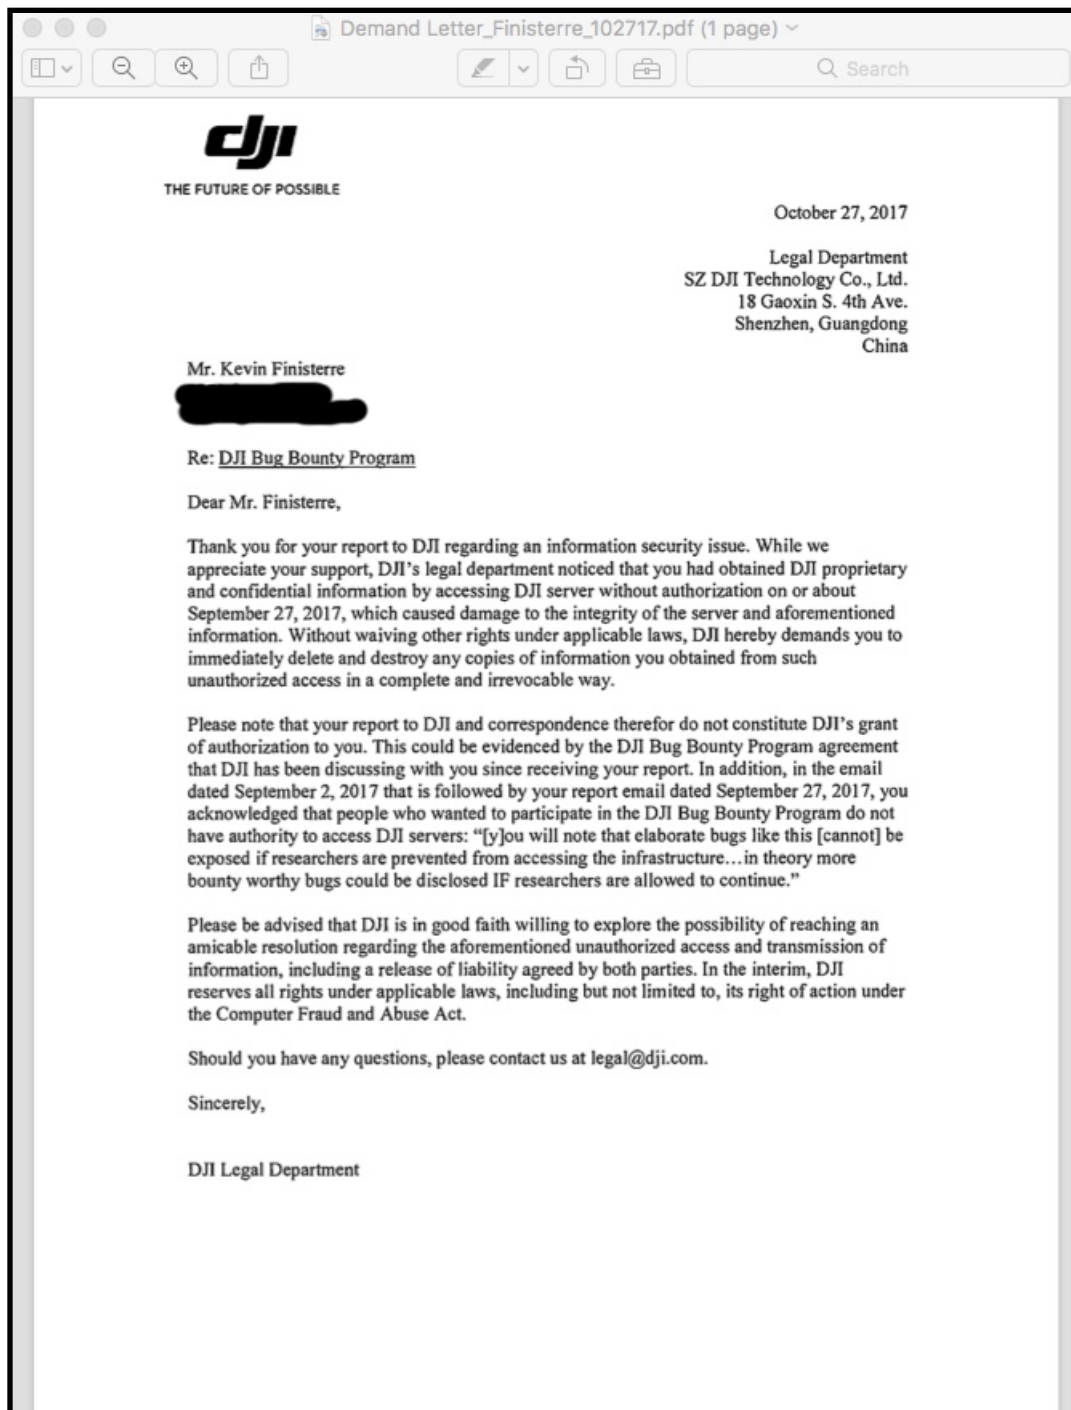 Demand Letter_Finisterre_102717.pdf (1 page)
Search
dji
THE FUTURE OF POSSIBLE
October 27, 2017
Legal Department
SZ DJI Technology Co., Ltd.
18 Gaoxin S. 4th Ave.
Shenzhen, Guangdong
China
Mr. Kevin Finisterre
Re: DJI Bug Bounty Program
Dear Mr. Finisterre,
Thank you for your report to DJI regarding an information security issue. While we
appreciate your support, DJI's legal department noticed that you had obtained DJI proprietary
and confidential information by accessing DJI server without authorization on or about
September 27, 2017, which caused damage to the integrity of the server and aforementioned
information. Without waiving other rights under applicable laws, DJI hereby demands you to
immediately delete and destroy any copies of information you obtained from such
unauthorized access in a complete and irrevocable way.
Please note that your report to DJI and correspondence therefor do not constitute DJI's grant
of authorization to you. This could be evidenced by the DJI Bug Bounty Program agreement
that DJI has been discussing with you since receiving your report. In addition, in the email
dated September 2, 2017 that is followed by your report email dated September 27, 2017, you
acknowledged that people who wanted to participate in the DJI Bug Bounty Program do not
have authority to access DJI servers: “[y]ou will note that elaborate bugs like this [cannot] be
exposed if researchers are prevented from accessing the infrastructure…in theory more
bounty worthy bugs could be disclosed IF researchers are allowed to continue.”
Please be advised that DJI is in good faith willing to explore the possibility of reaching an
amicable resolution regarding the aforementioned unauthorized access and transmission of
information, including a release of liability agreed by both parties. In the interim, DJI
reserves all rights under applicable laws, including but not limited to, its right of action under
the Computer Fraud and Abuse Act.
Should you have any questions, please contact us at legal@dji.com.
Sincerely,
DJI Legal Department